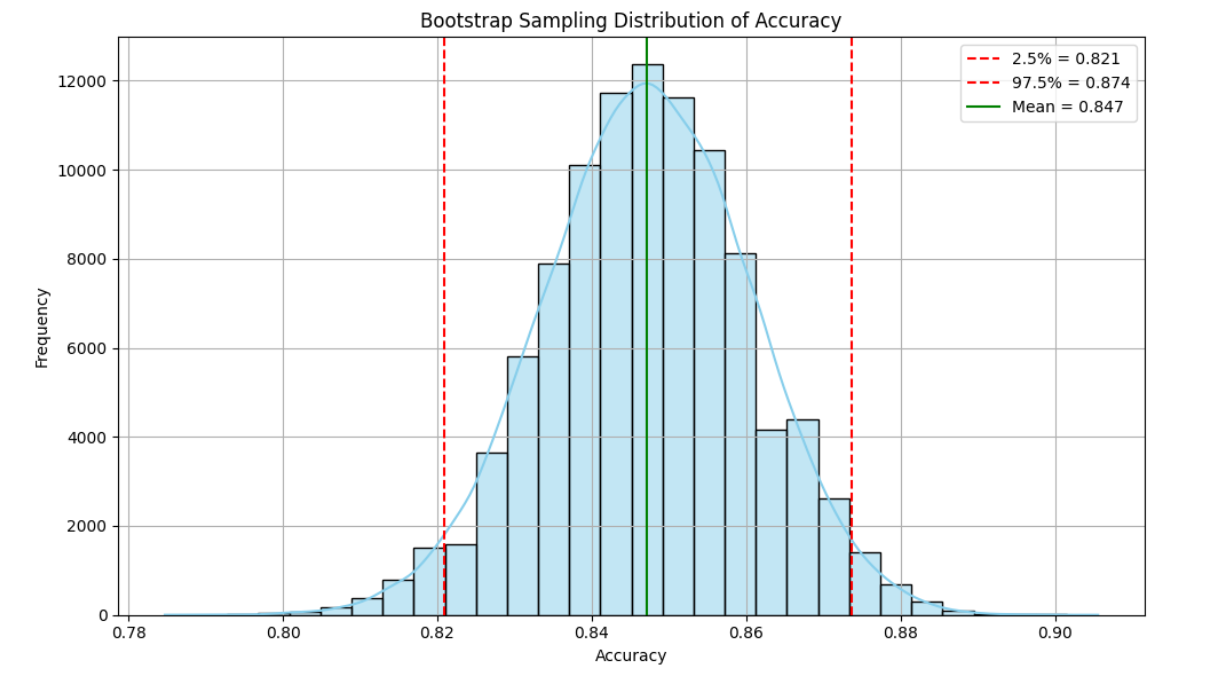 Bootstrap Sampling Distribution of Accuracy
2.5% = 0.821
97.5% = 0.874
Mean = 0.847
12000
10000
8000
6000
4000
2000
0
Frequency
0.78 0.80 0.82 0.84 0.86 0.88 0.90
Accuracy